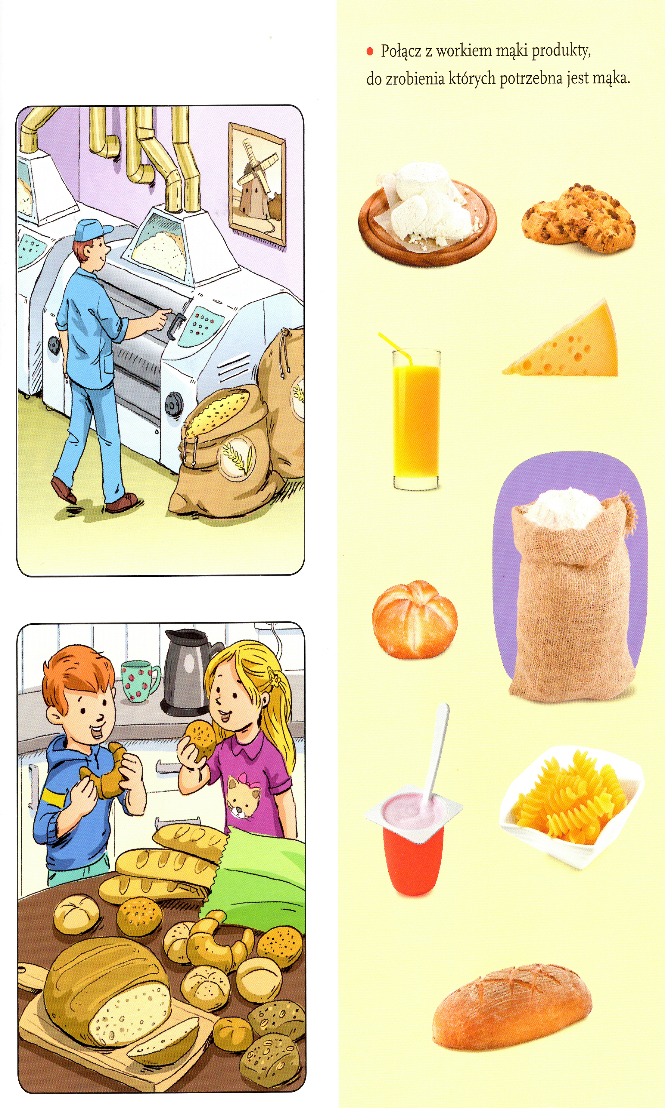 Połącz z workiem mąki produkty,
do zrobienia których potrzebna jest mąka.